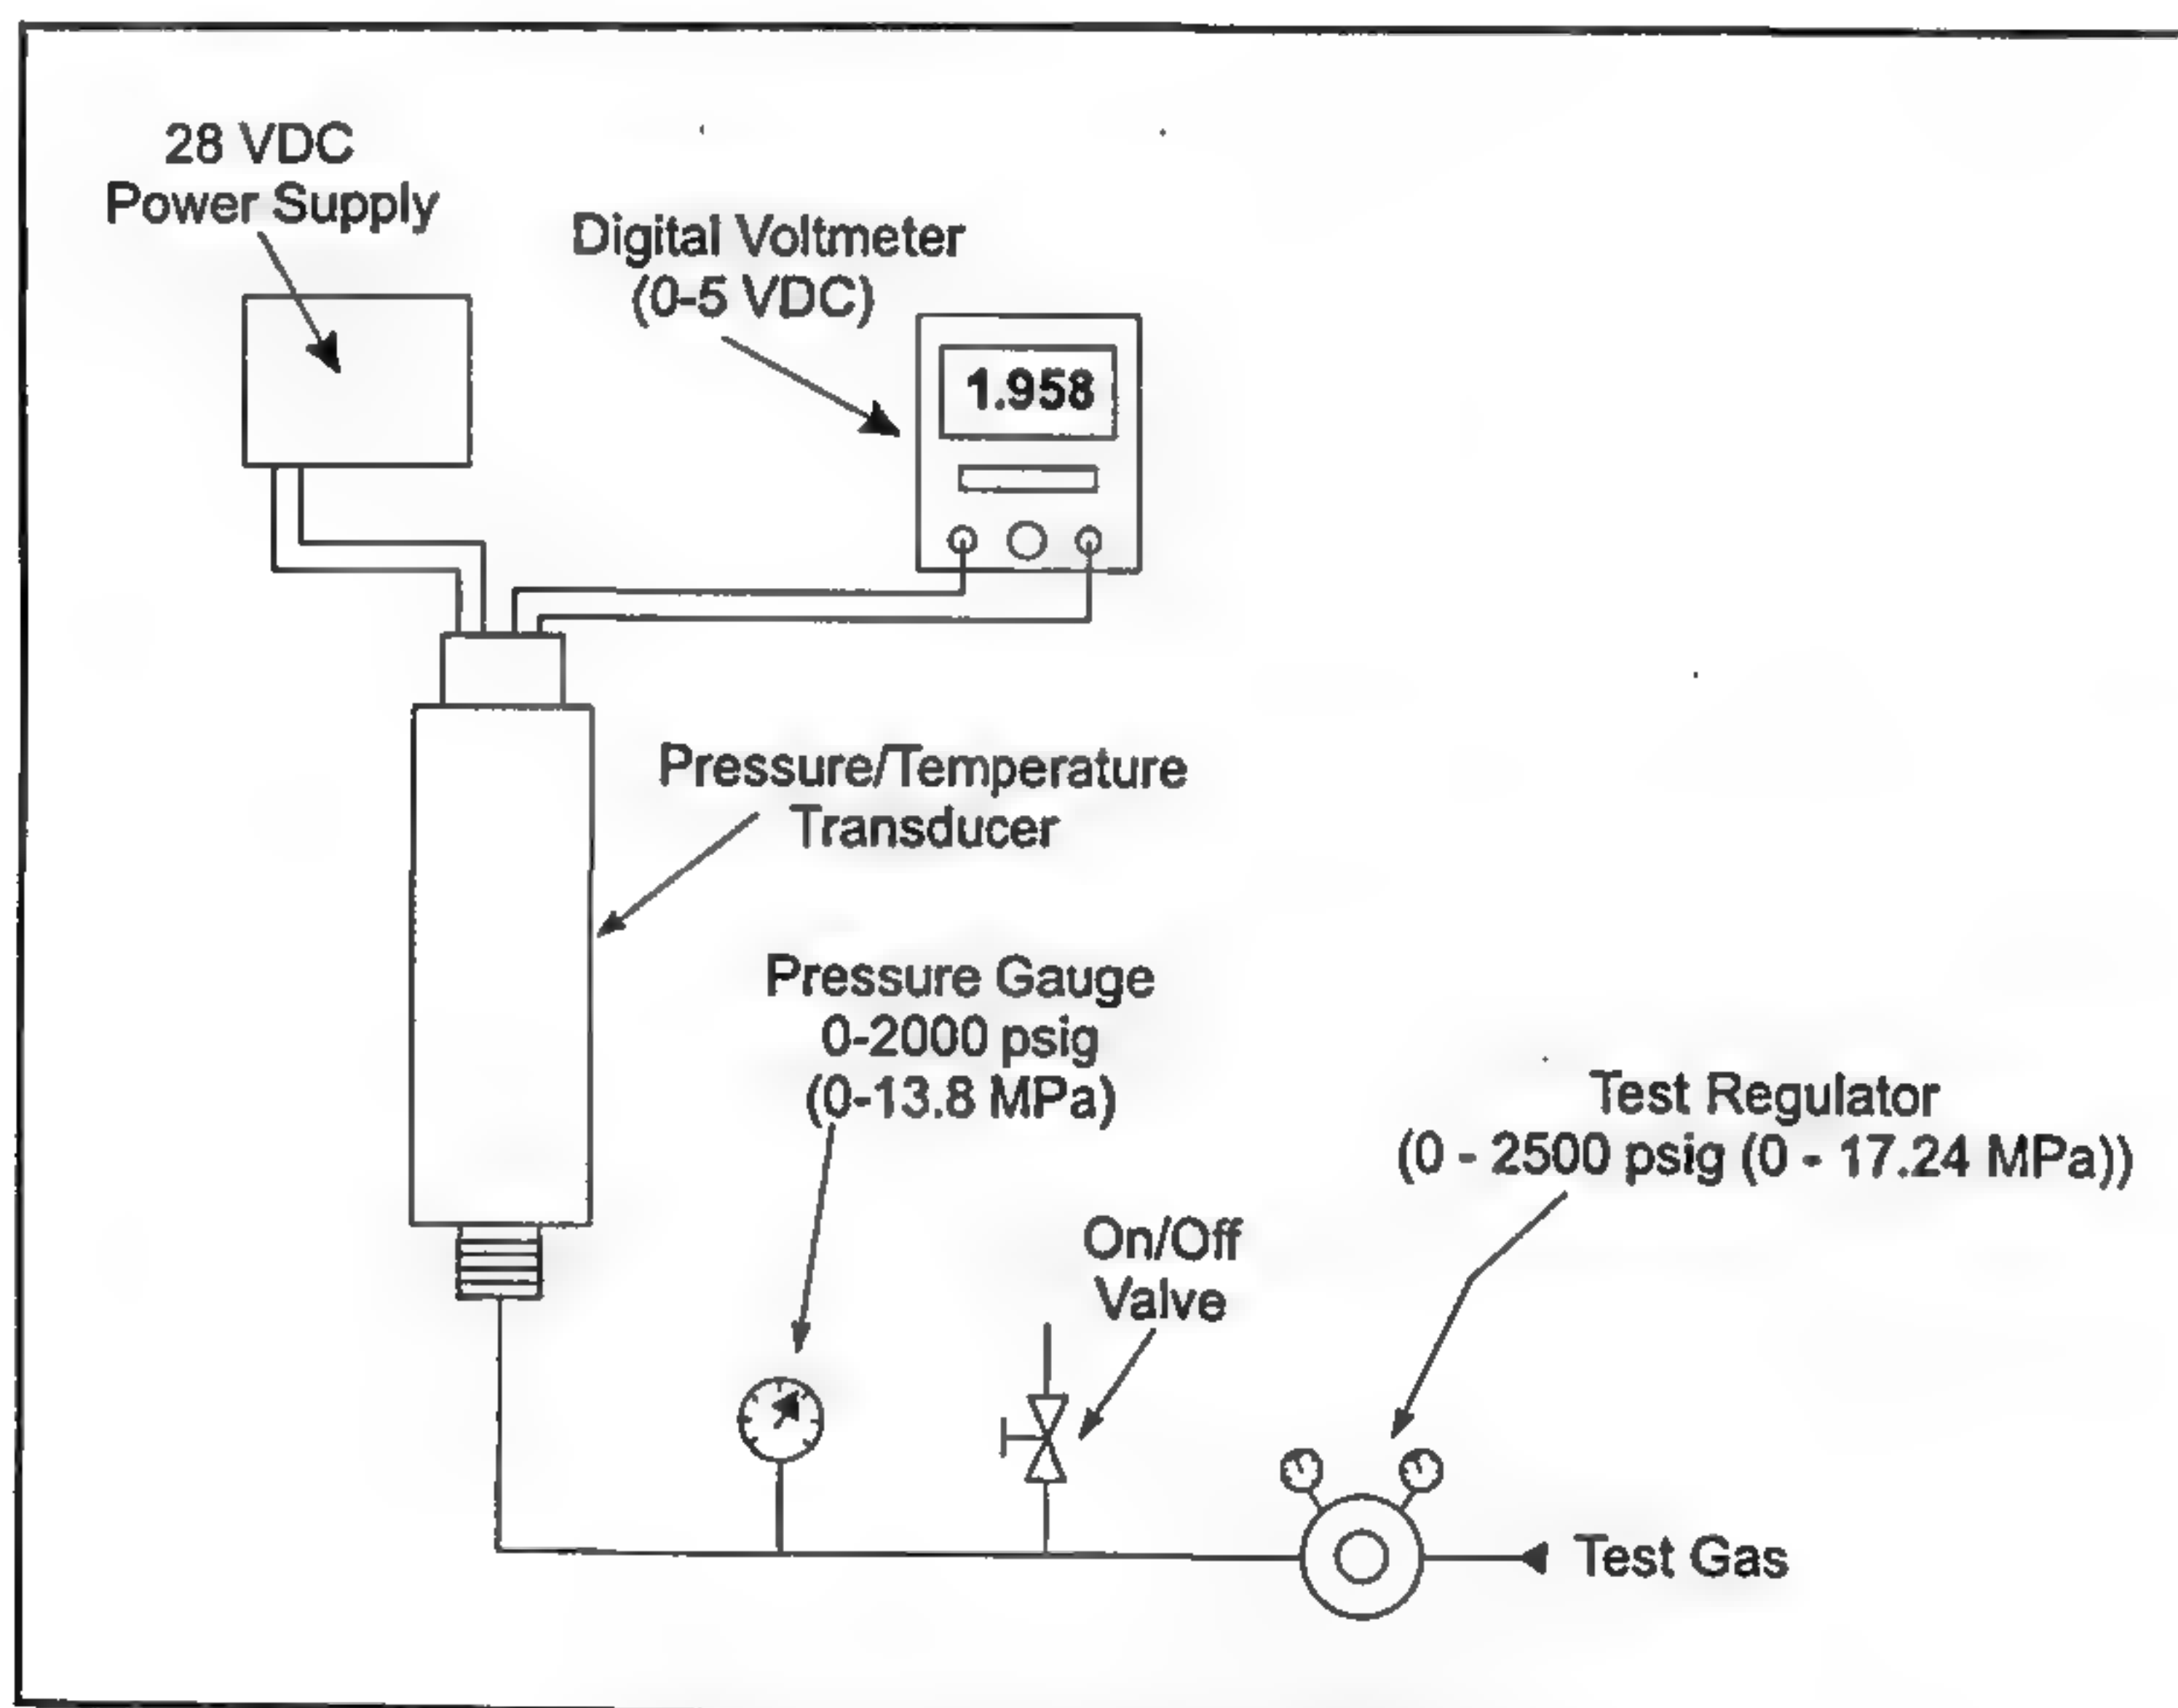 28 VDC
Power Supply
Digital Voltmeter
(0-5 VDC)
1.958
Pressure/Temperature
Transducer
Pressure Gauge
0-2000 psig
(0-13.8 MPa)
Test Regulator
(0 - 2500 psig (0 - 17.24 MPa))
On/Off
Valve
Test Gas